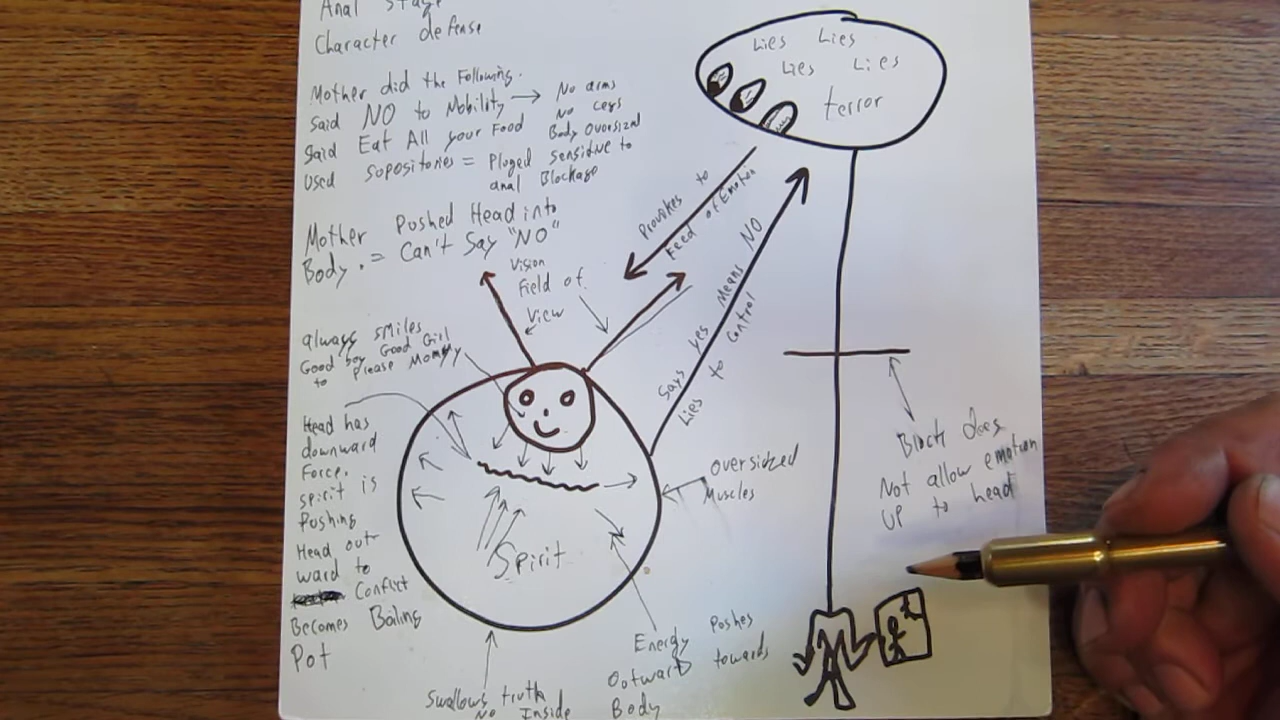 Anal Stage
Character defense
Mother did the Following.
Said NO to Mobility → No arms
No legs
Said Eat All your Food Body Oversized
Used Supositories = Pluged sensitive to
anal Blockage
Mother Pushed Head into
Body. = Can't Say "NO"
Vision
Field of
View
always smiles
Good boy Good Girl
to please Mommy
Head has
downward
Force.
spirit is
Pushing
Head out-
ward to
Conflict
Becomes Boiling
Pot
Spirit
Swallows truth
No Inside
Energy Poshes
Outward towards
Body
Oversized
Muscles
Says yes Means NO
Lies to control
Provokes to
Feed of Emotion
Lies Lies
Lies Lies
terror
Block does
Not allow emotion
UP to head